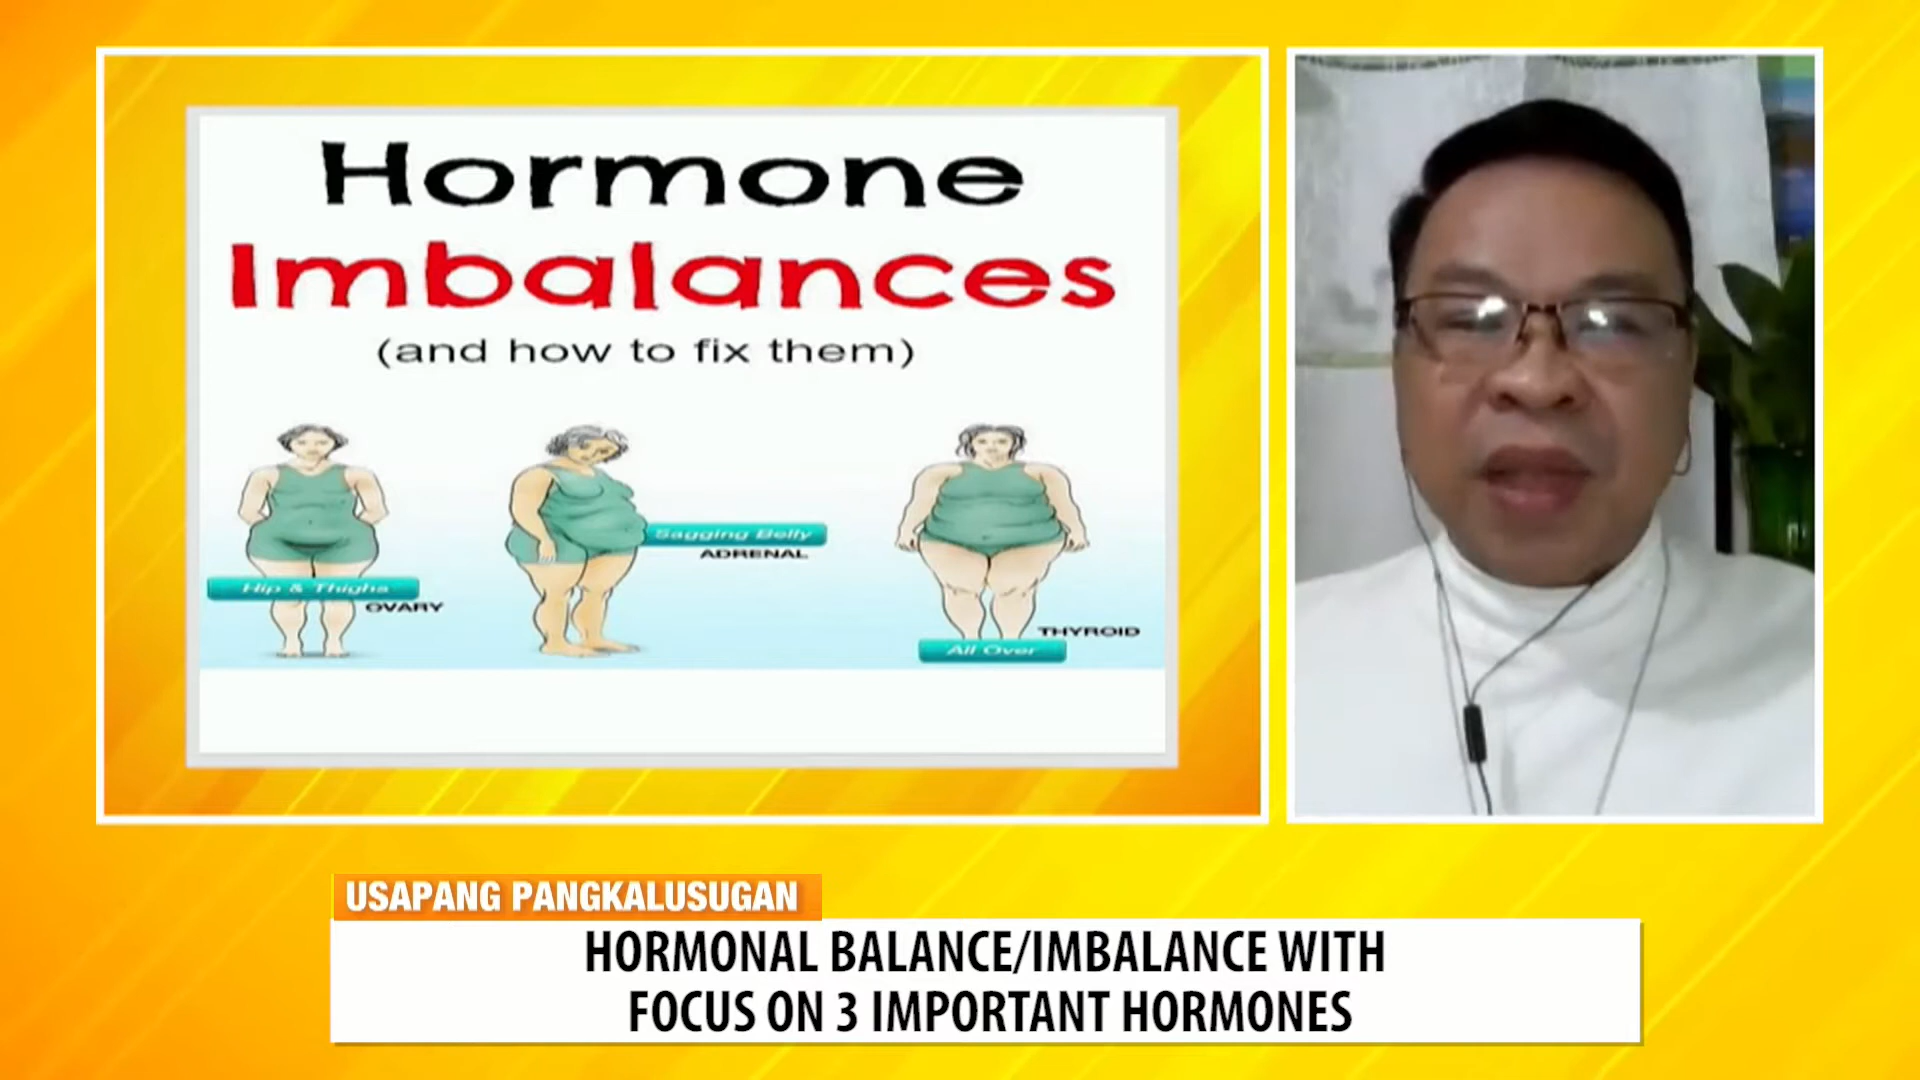 Hormone
Imbalances
(and how to fix them)
Hip & Thighs
OVARY
Sagging Belly
ADRENAL
THYROID
All Over
USAPANG PANGKALUSUGAN
HORMONAL BALANCE/IMBALANCE WITH
FOCUS ON 3 IMPORTANT HORMONES